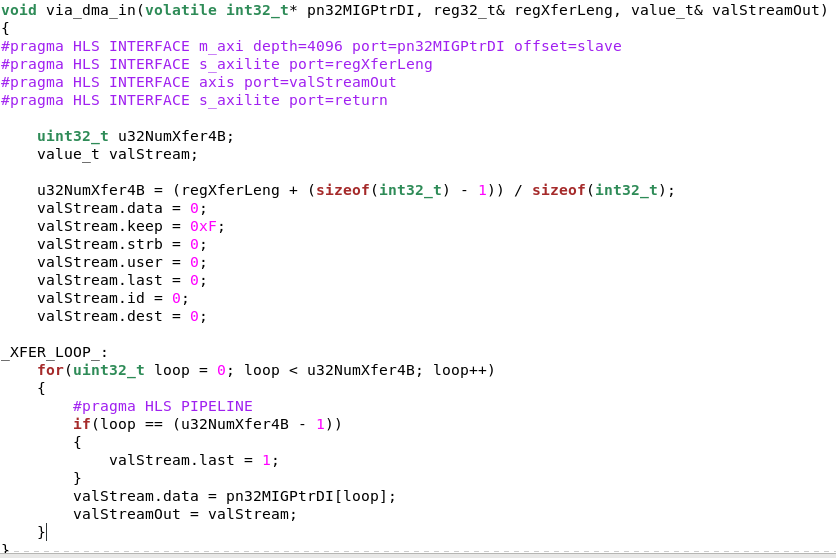 void via_dma_in(volatile int32_t* pn32MIGPtrDI, reg32_t& regXferLeng, value_t& valStreamOut)
{
#pragma HLS INTERFACE m_axi depth=4096 port=pn32MIGPtrDI offset=slave
#pragma HLS INTERFACE s_axilite port=regXferLeng
#pragma HLS INTERFACE axis port=valStreamOut
#pragma HLS INTERFACE s_axilite port=return

    uint32_t u32NumXfer4B;
    value_t valStream;

    u32NumXfer4B = (regXferLeng + (sizeof(int32_t) - 1)) / sizeof(int32_t);
    valStream.data = 0;
    valStream.keep = 0xF;
    valStream.strb = 0;
    valStream.user = 0;
    valStream.last = 0;
    valStream.id = 0;
    valStream.dest = 0;

_XFER_LOOP_:
    for(uint32_t loop = 0; loop < u32NumXfer4B; loop++)
    {
        #pragma HLS PIPELINE
        if(loop == (u32NumXfer4B - 1))
        {
            valStream.last = 1;
        }
        valStream.data = pn32MIGPtrDI[loop];
        valStreamOut = valStream;
    }
}